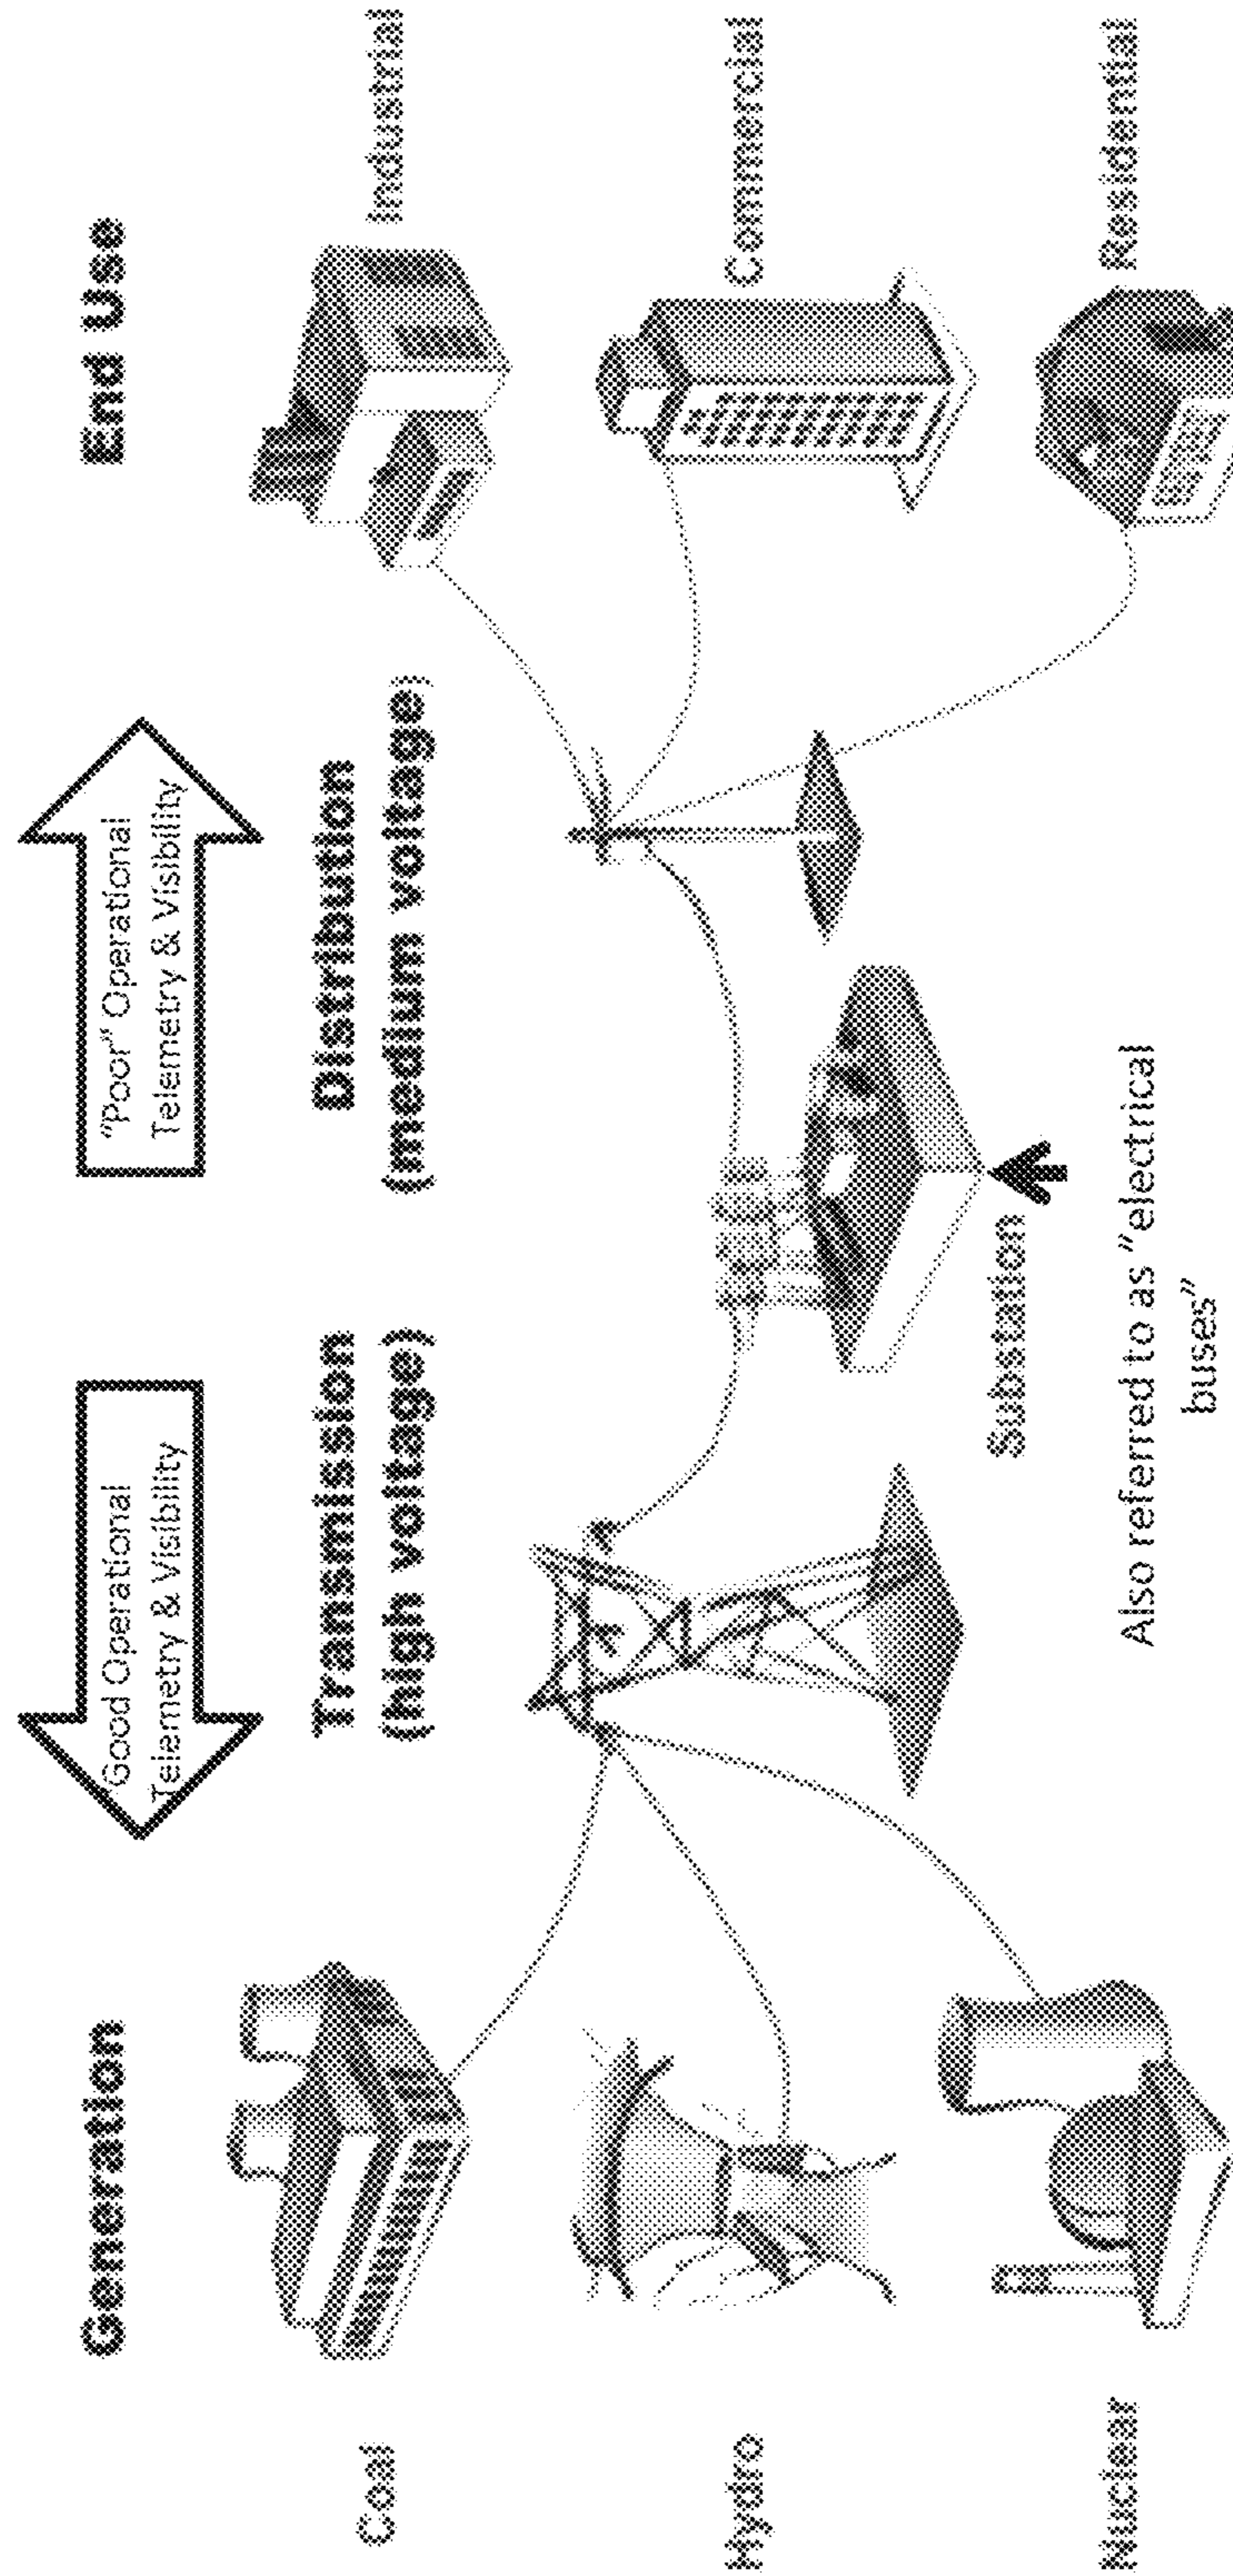 Generation
"Good Operational
Telemetry & Visibility
"Poor" Operational
Telemetry & Visibility
End Use
Transmission
(high voltage)
Distribution
(medium voltage)
Coal
Hydro
Nuclear
Industrial
Commercial
Residential
Substation
Also referred to as "electrical
buses"